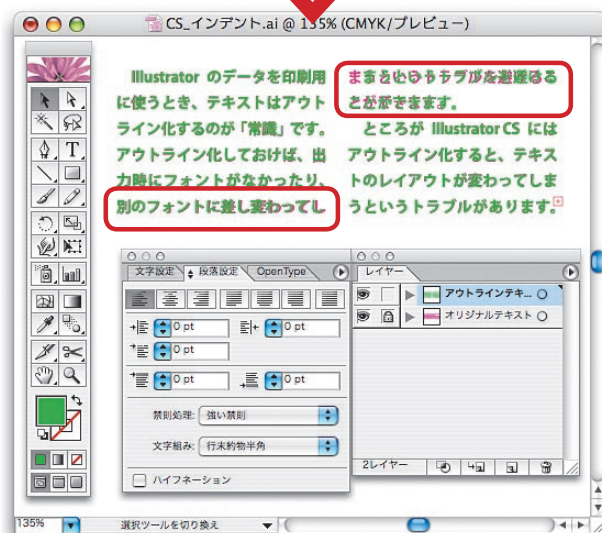 CS_インデント.ai @ 135% (CMYK/プレビュー)
Illustrator のデータを印刷用
に使うとき、テキストはアウト
ライン化するのが「常識」です。
アウトライン化しておけば、出
力時にフォントがなかったり、
別のフォントに差し変わってし
まうというトラブルを避ける
とができます。
ところが Illustrator CS には
アウトライン化すると、テキス
トのレイアウトが変わってしま
うというトラブルがあります。
文字設定 段落設定 OpenType
0 pt 0 pt
0 pt
0 pt 0 pt
禁則処理: 強い禁則
文字組み: 行末約物半角
ハイフネーション
レイヤー
アウトラインテキ...
オリジナルテキスト
2レイヤー
135% 選択ツールを切り換え